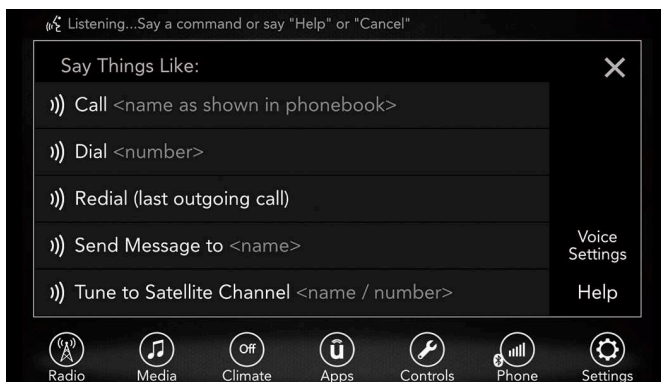 Listening...Say a command or say "Help" or "Cancel"
Say Things Like:
Call <name as shown in phonebook>
Dial <number>
Redial (last outgoing call)
Send Message to <name>
Voice
Settings
Tune to Satellite Channel <name / number>
Help
Off
û
Radio
Media
Climate
Apps
Controls
Phone
Settings